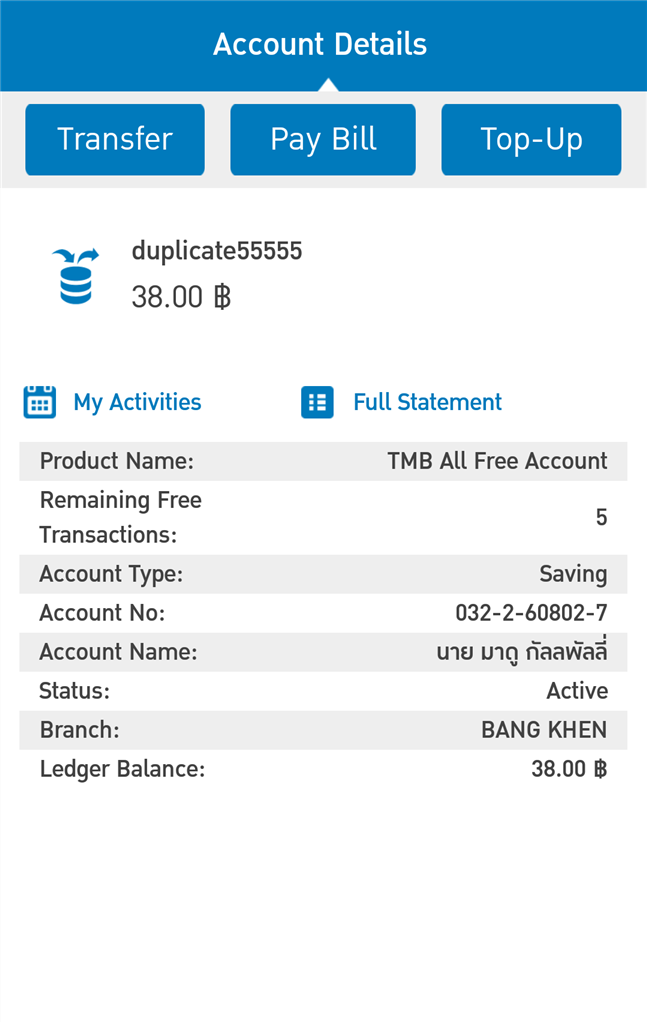 Account Details
Transfer Pay Bill Top-Up
duplicate55555
38.00 ฿
My Activities Full Statement
Product Name: TMB All Free Account
Remaining Free
Transactions: 5
Account Type: Saving
Account No: 032-2-60802-7
Account Name: นาย มาดู กัลลพัลลี่
Status: Active
Branch: BANG KHEN
Ledger Balance: 38.00 ฿